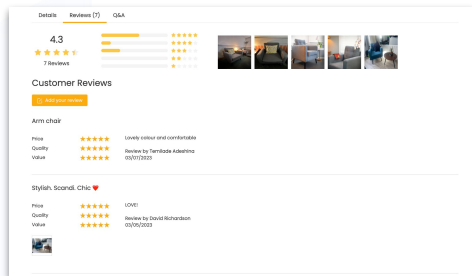 Details Reviews (7) Q&A
4.3
7 Reviews
Customer Reviews
Add your review
Arm chair
Price Lovely colour and comfortable
Quality Review by Temilade Adeshina
Value 03/07/2023
Stylish. Scandi. Chic ❤️
Price LOVE!
Quality Review by David Richardson
Value 03/05/2023